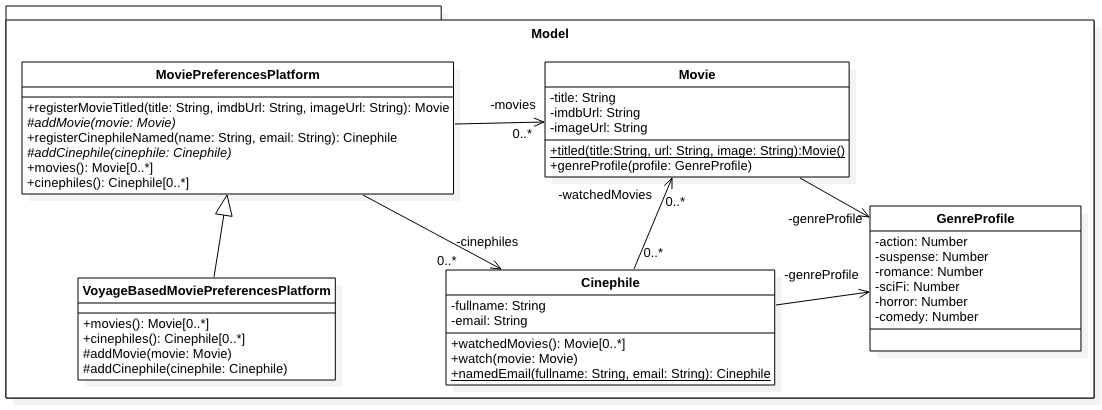 Model
MoviePreferencesPlatform
+registerMovieTitled(title: String, imdbUrl: String, imageUrl: String): Movie
#addMovie(movie: Movie)
+registerCinephileNamed(name: String, email: String): Cinephile
#addCinephile(cinephile: Cinephile)
+movies(): Movie[0..*]
+cinephiles(): Cinephile[0..*]
-movies
0..*
Movie
-title: String
-imdbUrl: String
-imageUrl: String
+titled(title:String, url: String, image: String):Movie()
+genreProfile(profile: GenreProfile)
-watchedMovies
0..*
0..*
-genreProfile
GenreProfile
-action: Number
-suspense: Number
-romance: Number
-sciFi: Number
-horror: Number
-comedy: Number
-cinephiles
0..*
-genreProfile
VoyageBasedMoviePreferencesPlatform
+movies(): Movie[0..*]
+cinephiles(): Cinephile[0..*]
#addMovie(movie: Movie)
#addCinephile(cinephile: Cinephile)
Cinephile
-fullname: String
-email: String
+watchedMovies(): Movie[0..*]
+watch(movie: Movie)
+namedEmail(fullname: String, email: String): Cinephile